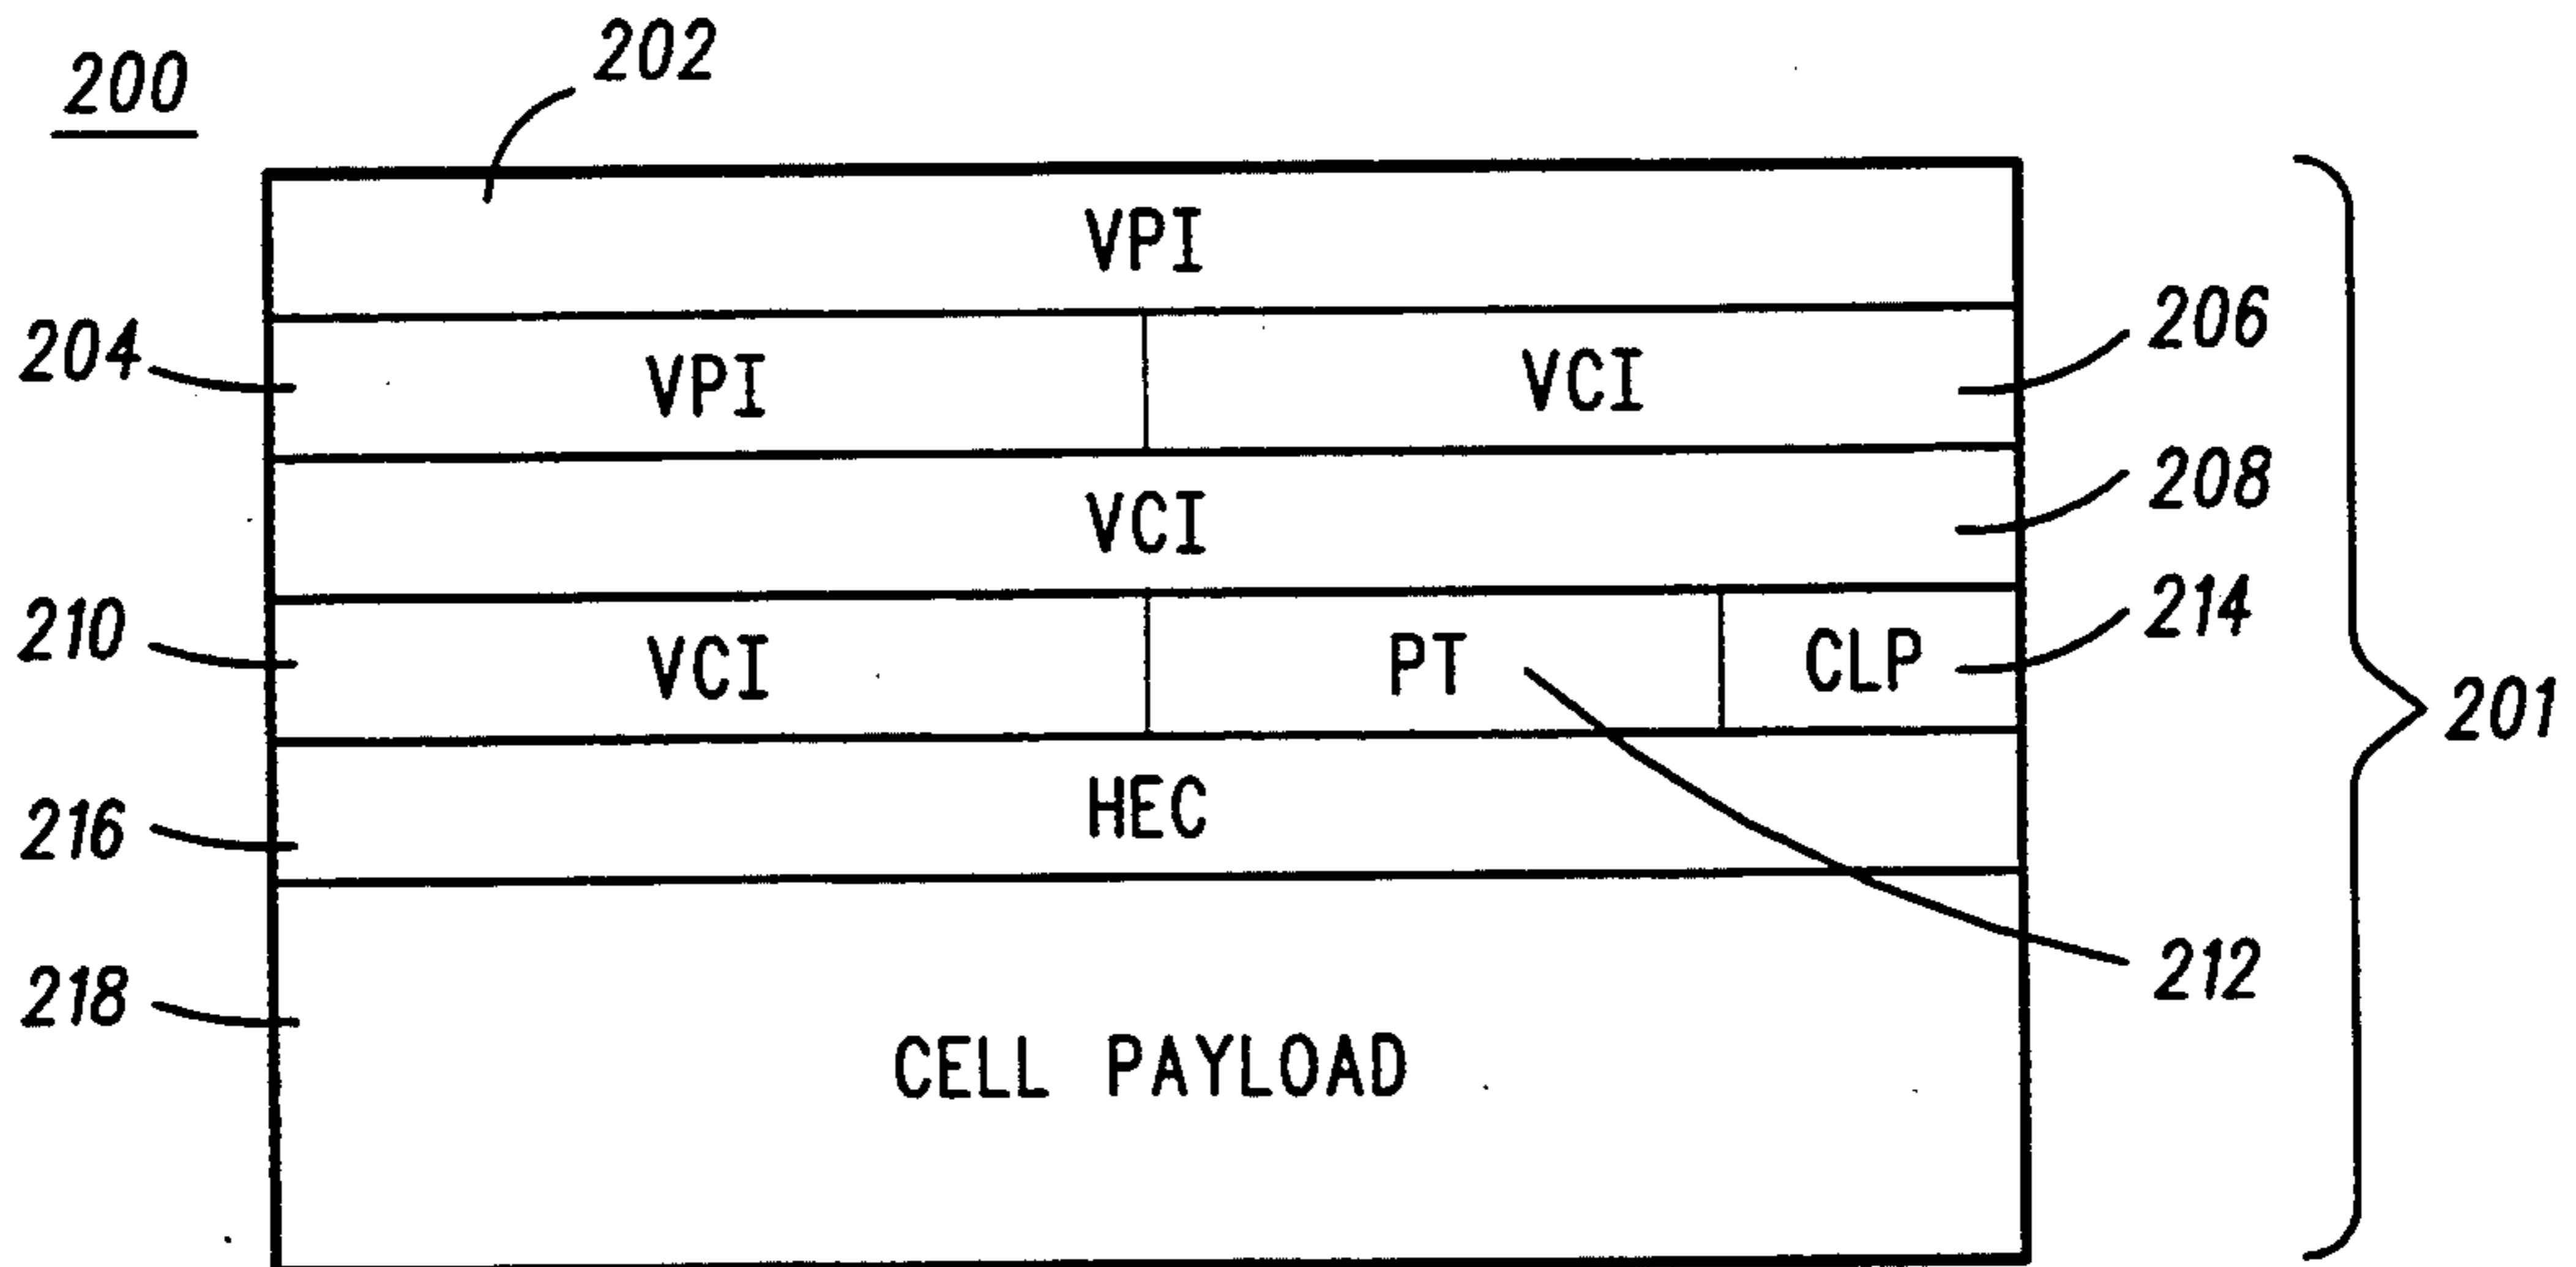 200
202
VPI
204
VPI
VCI
206
VCI
208
210
VCI
PT
CLP
214
201
216
HEC
218
CELL PAYLOAD
212